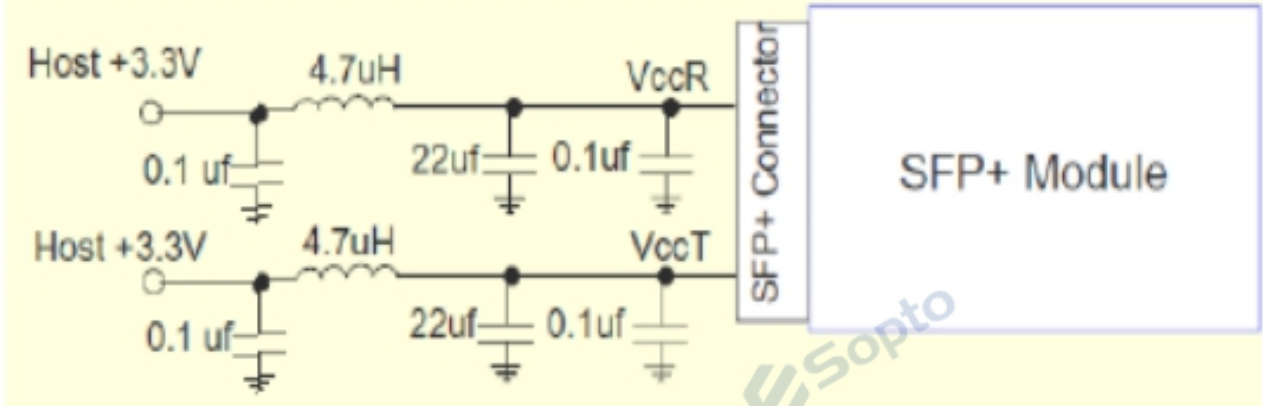 Host +3.3V
4.7uH
VccR
0.1 uf
22uf
0.1uf
Host +3.3V
4.7uH
VccT
0.1 uf
22uf
0.1uf
SFP+ Connector
SFP+ Module
Sopto